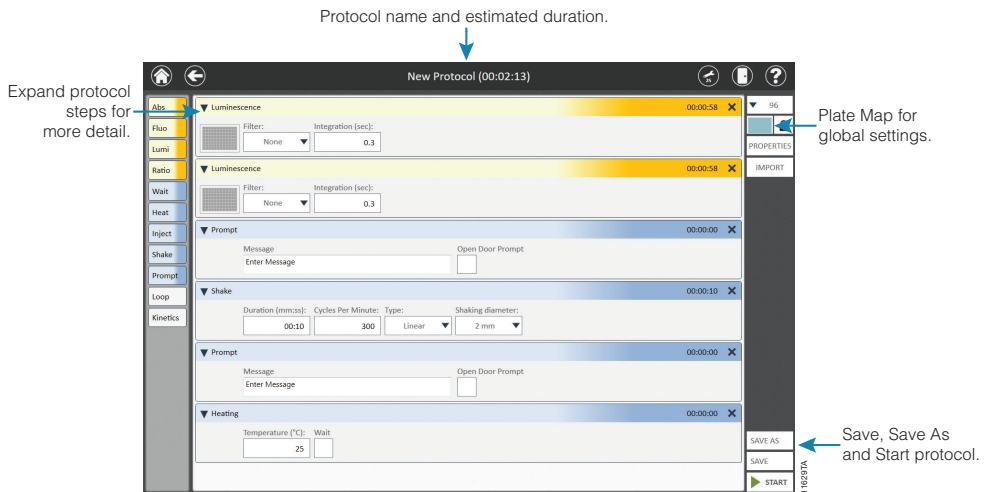 Protocol name and estimated duration.
New Protocol (00:02:13)
25
?
Expand protocol
steps for
more detail.
Abs
Fluo
Lumi
Ratio
Wait
Heat
Inject
Shake
Prompt
Loop
Kinetics
Luminescence 00:00:58 X
Filter: Integration (sec):
None 0.3
Luminescence 00:00:58 X
Filter: Integration (sec):
None 0.3
Prompt 00:00:00 X
Message Open Door Prompt
Enter Message
Shake 00:00:10 X
Duration (mm:ss): Cycles Per Minute: Type: Shaking diameter:
00:10 300 Linear 2 mm
Prompt 00:00:00 X
Message Open Door Prompt
Enter Message
Heating 00:00:00 X
Temperature (°C): Wait
25
96
PROPERTIES
IMPORT
Plate Map for
global settings.
SAVE AS
SAVE
START
Save, Save As
and Start protocol.
11629TA